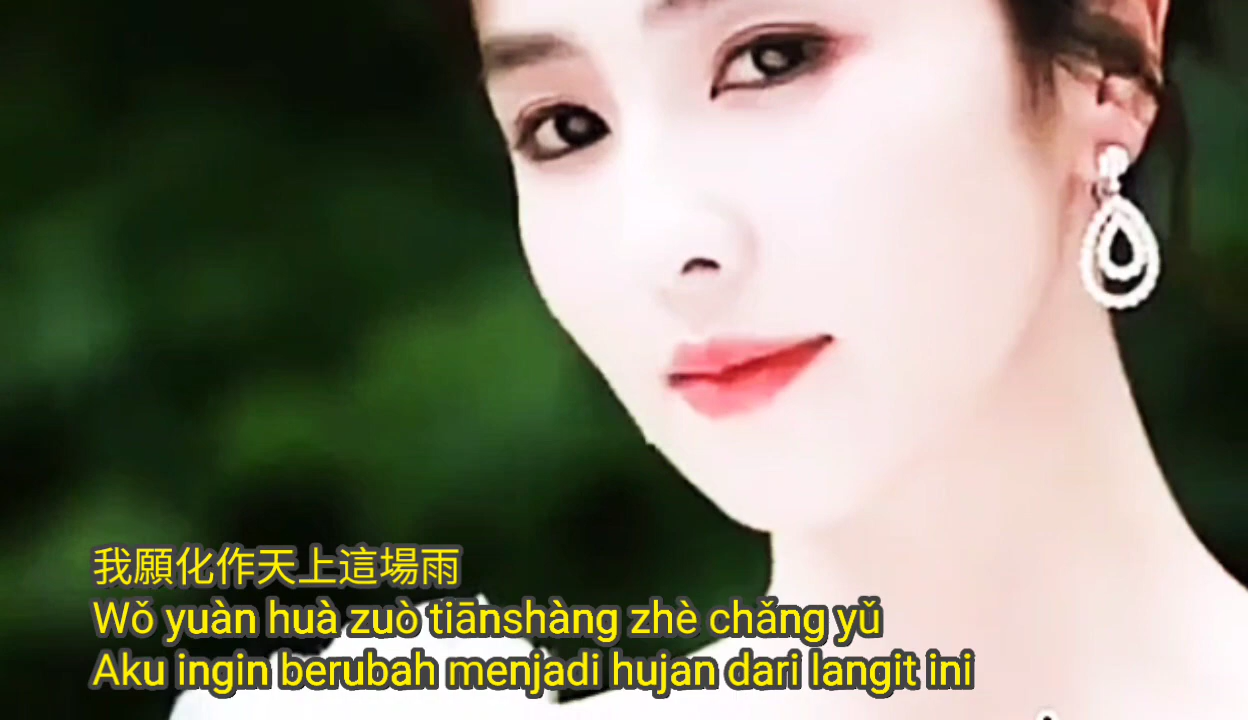 我願化作天上這場雨
Wǒ yuàn huà zuò tiānshàng zhè chǎng yǔ
Aku ingin berubah menjadi hujan dari langit ini